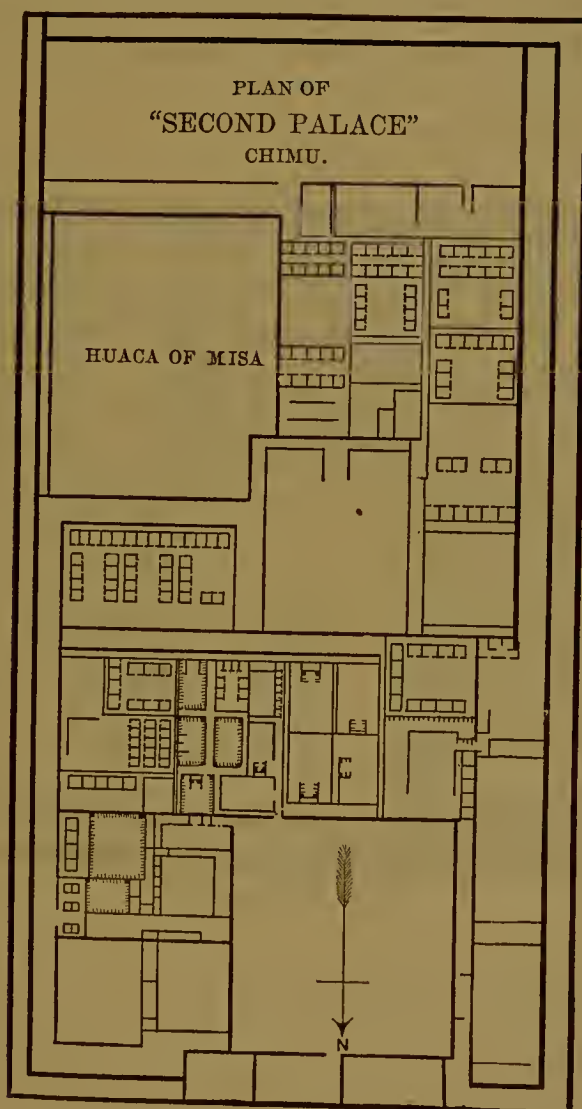 PLAN OF
"SECOND PALACE"
CHIMU.
HUACA OF MISA
N